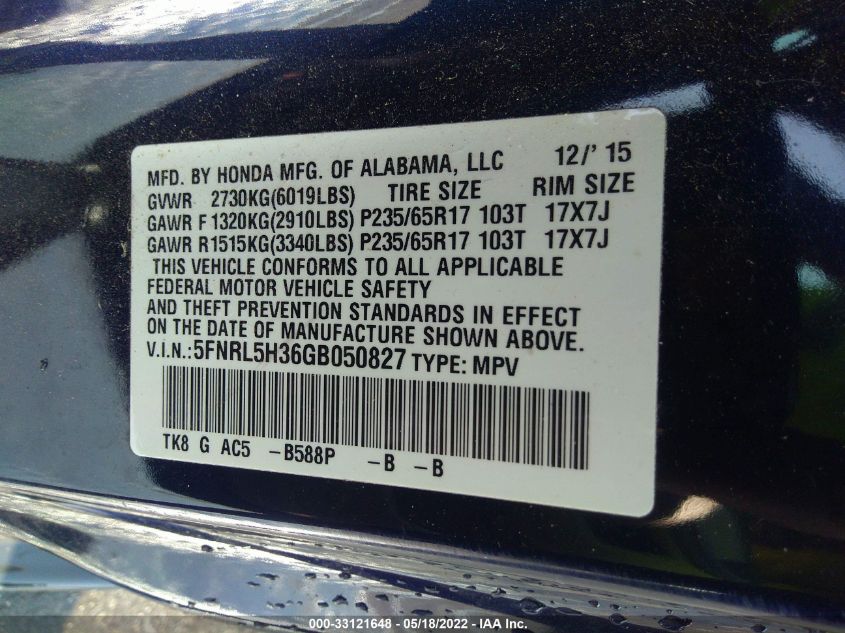 MFD. BY HONDA MFG. OF ALABAMA, LLC 12/' 15
GVWR 2730KG(6019LBS) TIRE SIZE RIM SIZE
GAWR F1320KG(2910LBS) P235/65R17 103T 17X7J
GAWR R1515KG(3340LBS) P235/65R17 103T 17X7J
THIS VEHICLE CONFORMS TO ALL APPLICABLE
FEDERAL MOTOR VEHICLE SAFETY
AND THEFT PREVENTION STANDARDS IN EFFECT
ON THE DATE OF MANUFACTURE SHOWN ABOVE.
V.I.N.:5FNRL5H36GB050827 TYPE: MPV
TK8 G AC5 -B588P -B -B
000-33121648 - 05/18/2022 - IAA Inc.